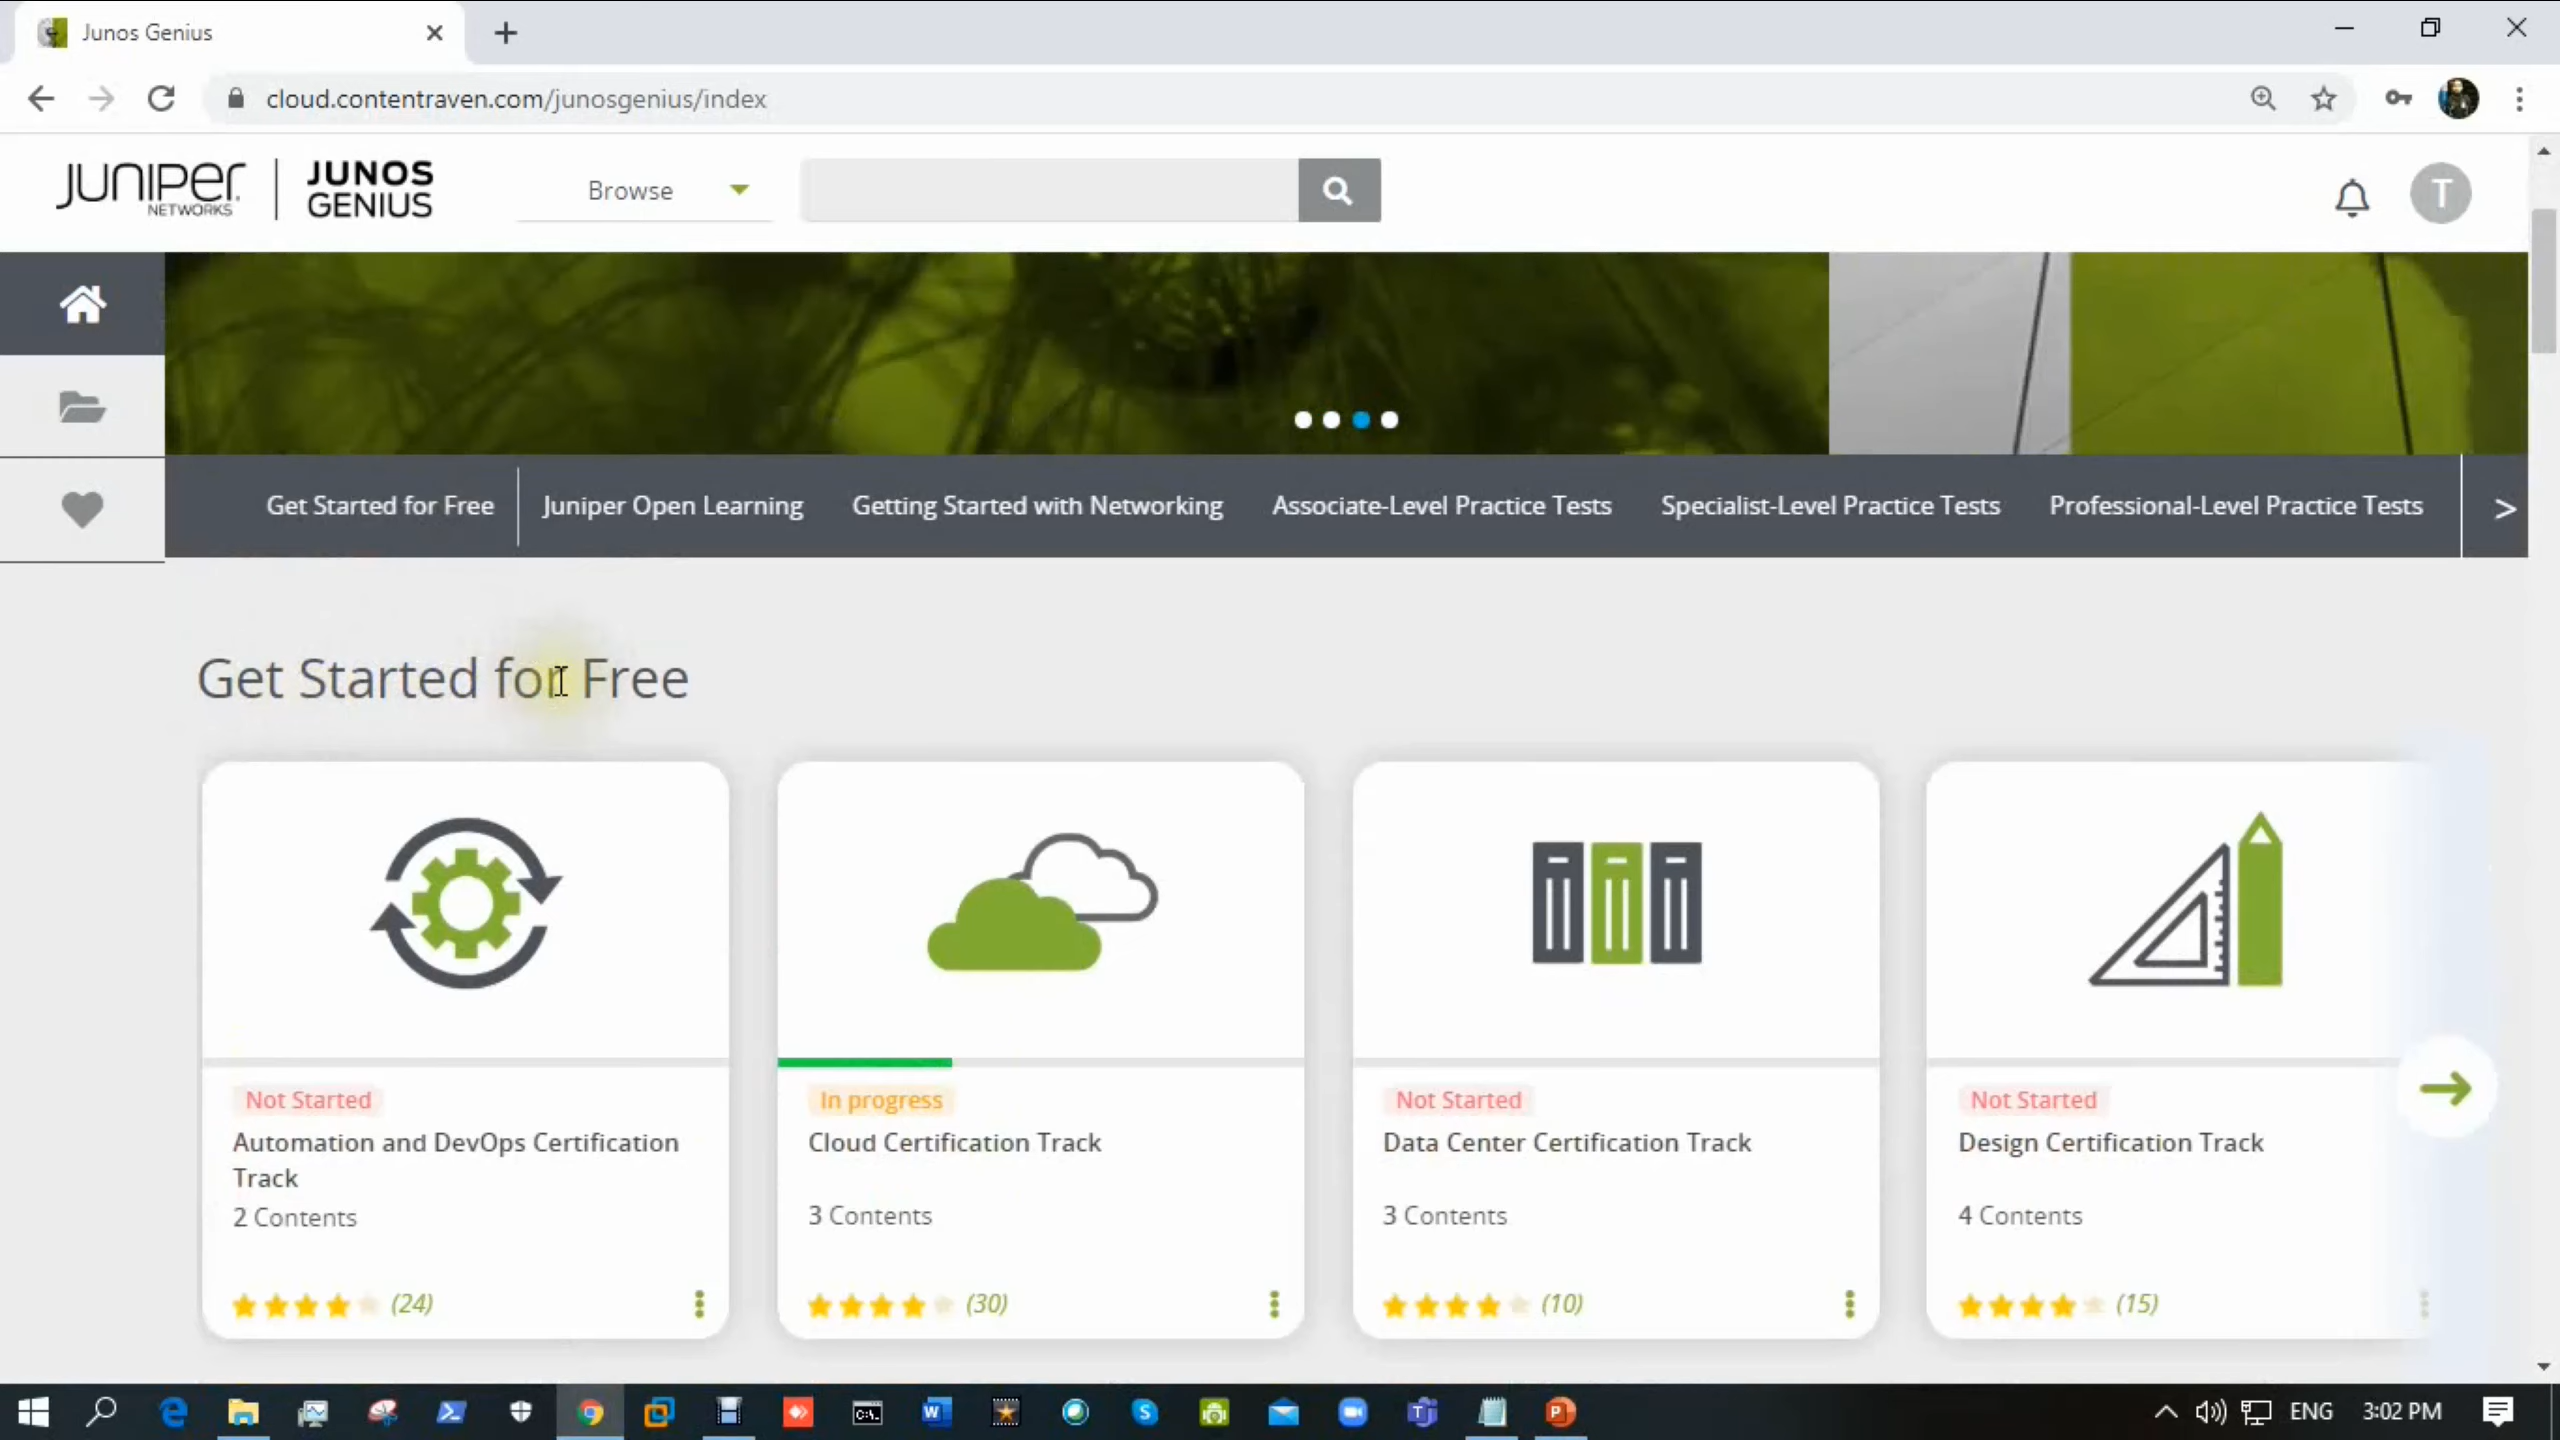 Junos Genius
cloud.contentraven.com/junosgenius/index
JUNIPER NETWORKS
JUNOS GENIUS
Browse
T
Get Started for Free
Juniper Open Learning
Getting Started with Networking
Associate-Level Practice Tests
Specialist-Level Practice Tests
Professional-Level Practice Tests
>
Get Started for Free
Not Started
Automation and DevOps Certification
Track
2 Contents
(24)
In progress
Cloud Certification Track
3 Contents
(30)
Not Started
Data Center Certification Track
3 Contents
(10)
Not Started
Design Certification Track
4 Contents
(15)
ENG
3:02 PM